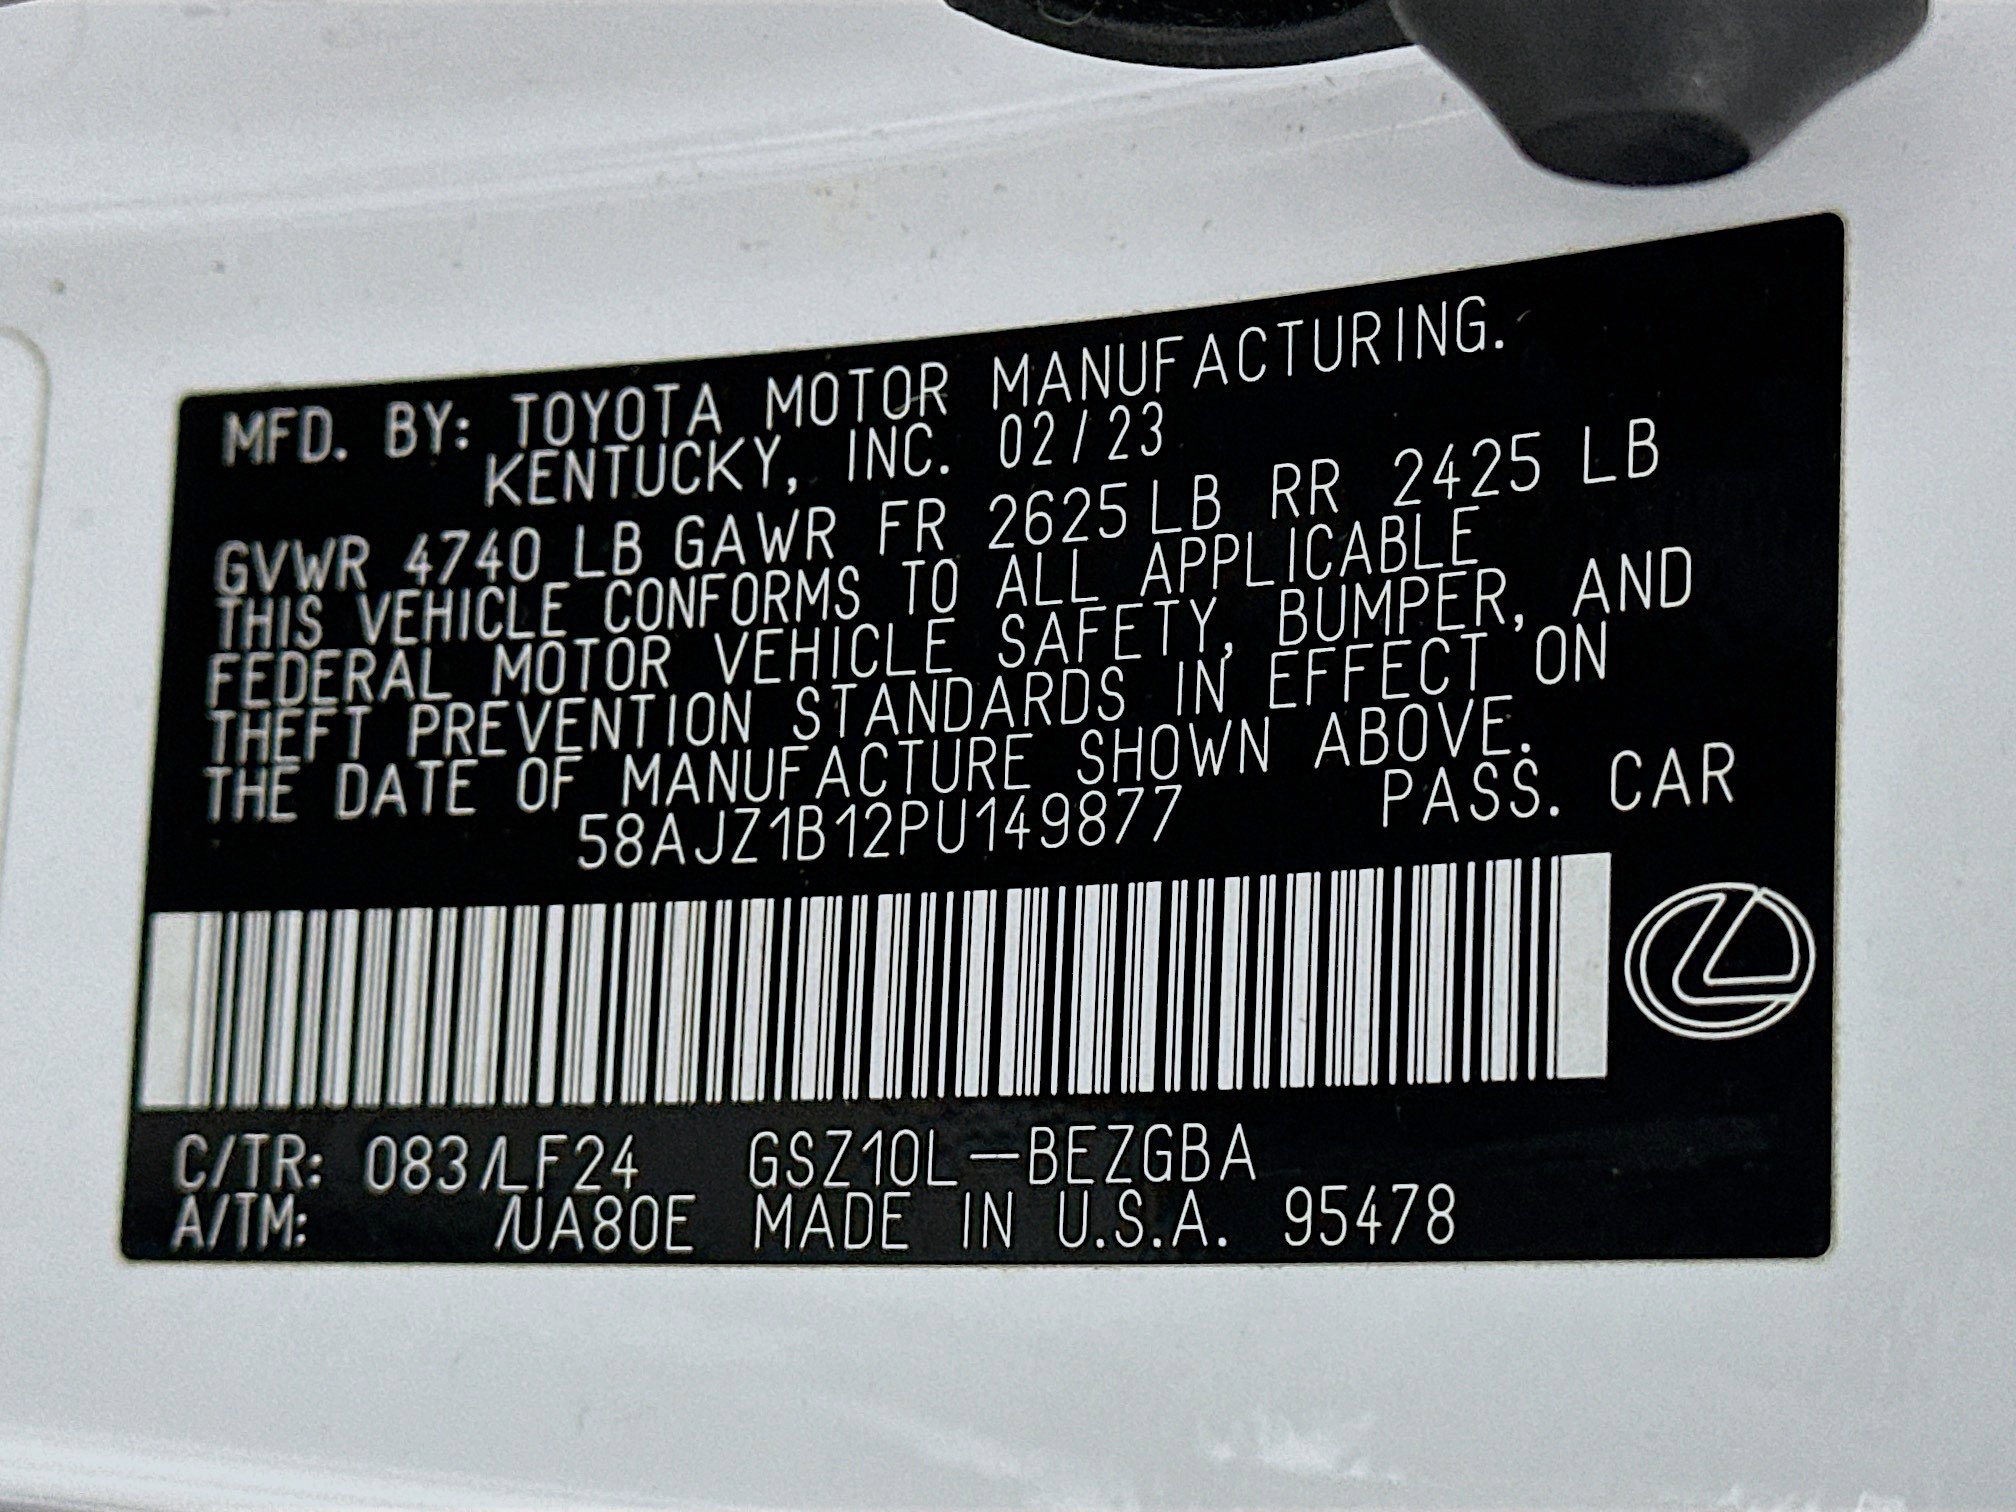 MFD. BY: TOYOTA MOTOR MANUFACTURING.
KENTUCKY, INC. 02/23
GVWR 4740 LB GAWR FR 2625LB RR 2425 LB
THIS VEHICLE CONFORMS TO ALL APPLICABLE
FEDERAL MOTOR VEHICLE SAFETY, BUMPER, AND
THEFT PREVENTION STANDARDS IN EFFECT ON
THE DATE OF MANUFACTURE SHOWN ABOVE.
58AJZ1B12PU149877 PASS. CAR
C/TR: 083/LF24 GSZ10L-BEZGBA
A/TM: /UA80E MADE IN U.S.A. 95478